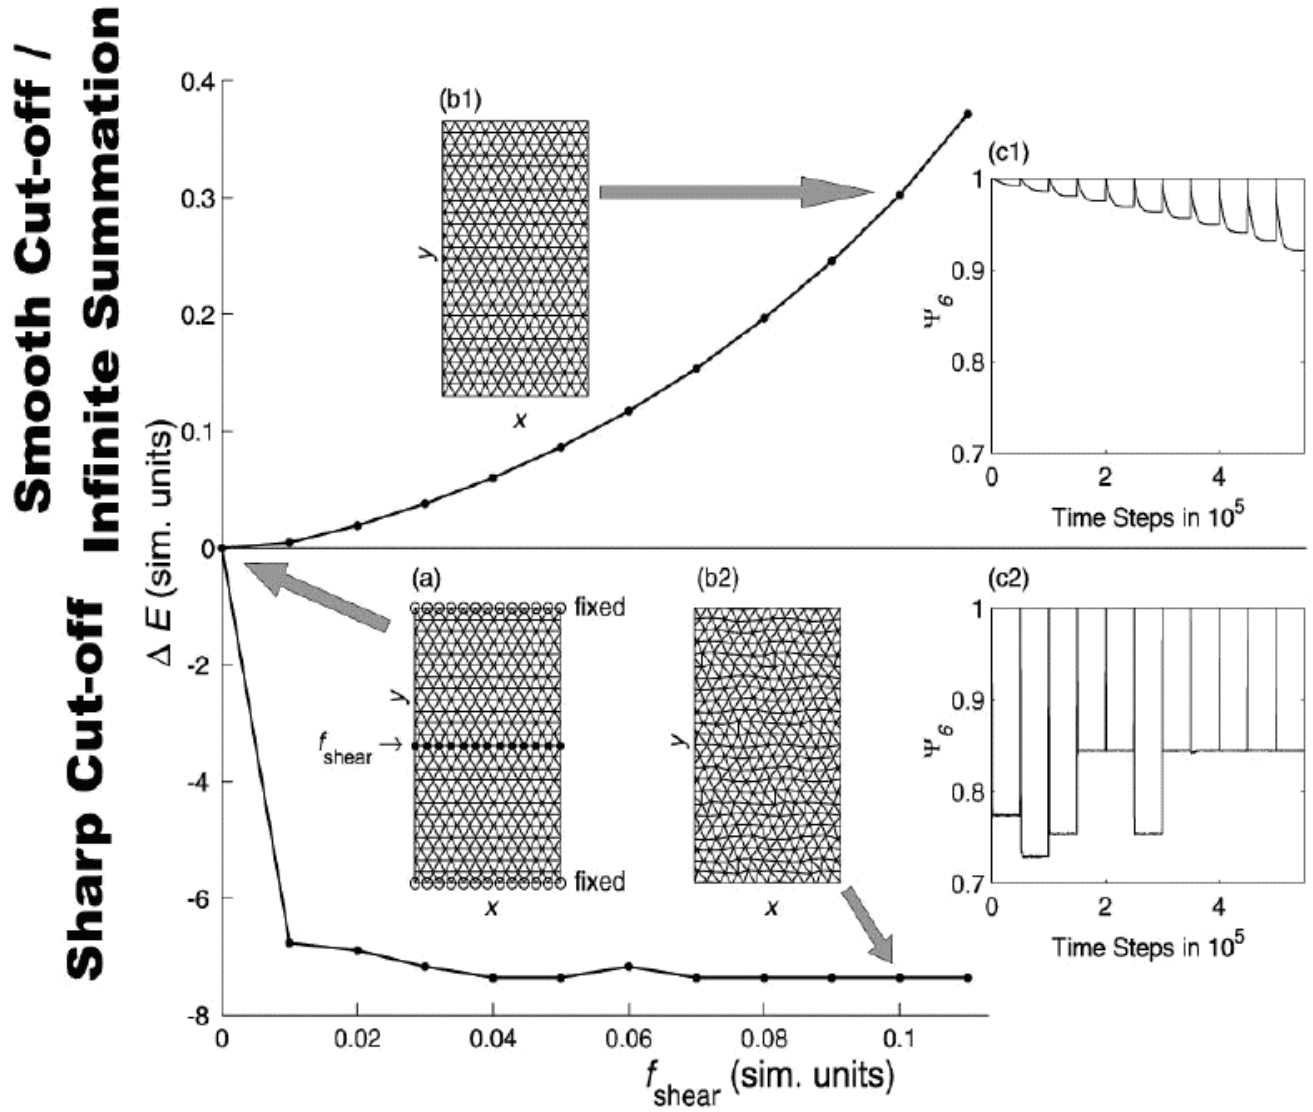 Smooth Cut-off /
Infinite Summation
Sharp Cut-off
Δ E (sim. units)
0.4
0.3
0.2
0.1
0
-2
-4
-6
-8
(b1)
y
x
(c1)
1
0.9
0.8
0.7
Ψ6
0 2 4
Time Steps in 10^5
(a)
fixed
y
f shear →
fixed
x
(b2)
y
x
(c2)
1
0.9
0.8
0.7
Ψ6
0 2 4
Time Steps in 10^5
0 0.02 0.04 0.06 0.08 0.1
f shear (sim. units)